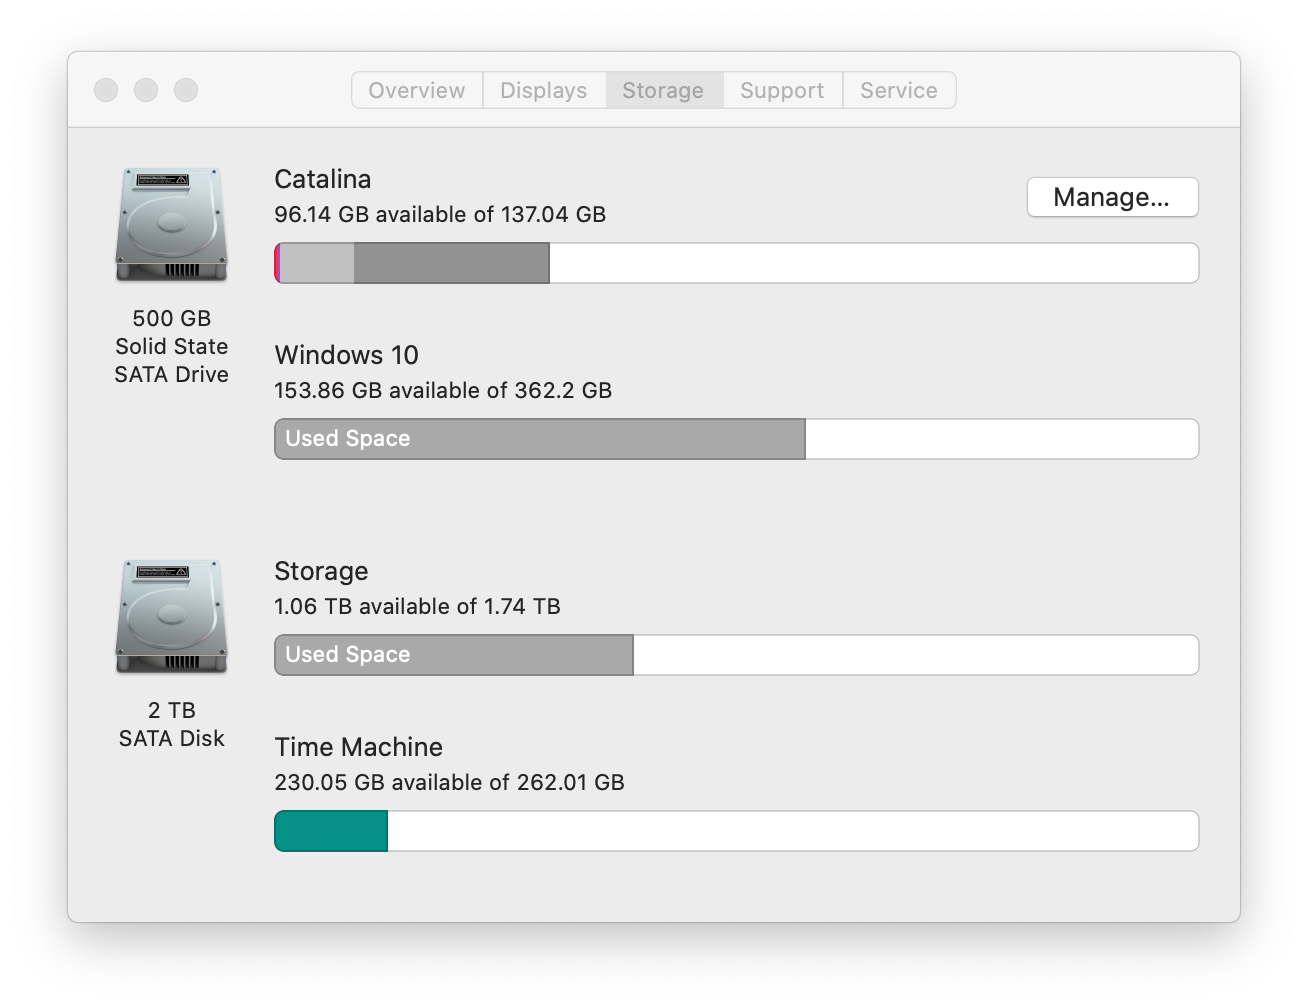 Overview
Displays
Storage
Support
Service
Catalina
96.14 GB available of 137.04 GB
Manage...
500 GB
Solid State
SATA Drive
Windows 10
153.86 GB available of 362.2 GB
Used Space
Storage
1.06 TB available of 1.74 TB
Used Space
2 TB
SATA Disk
Time Machine
230.05 GB available of 262.01 GB